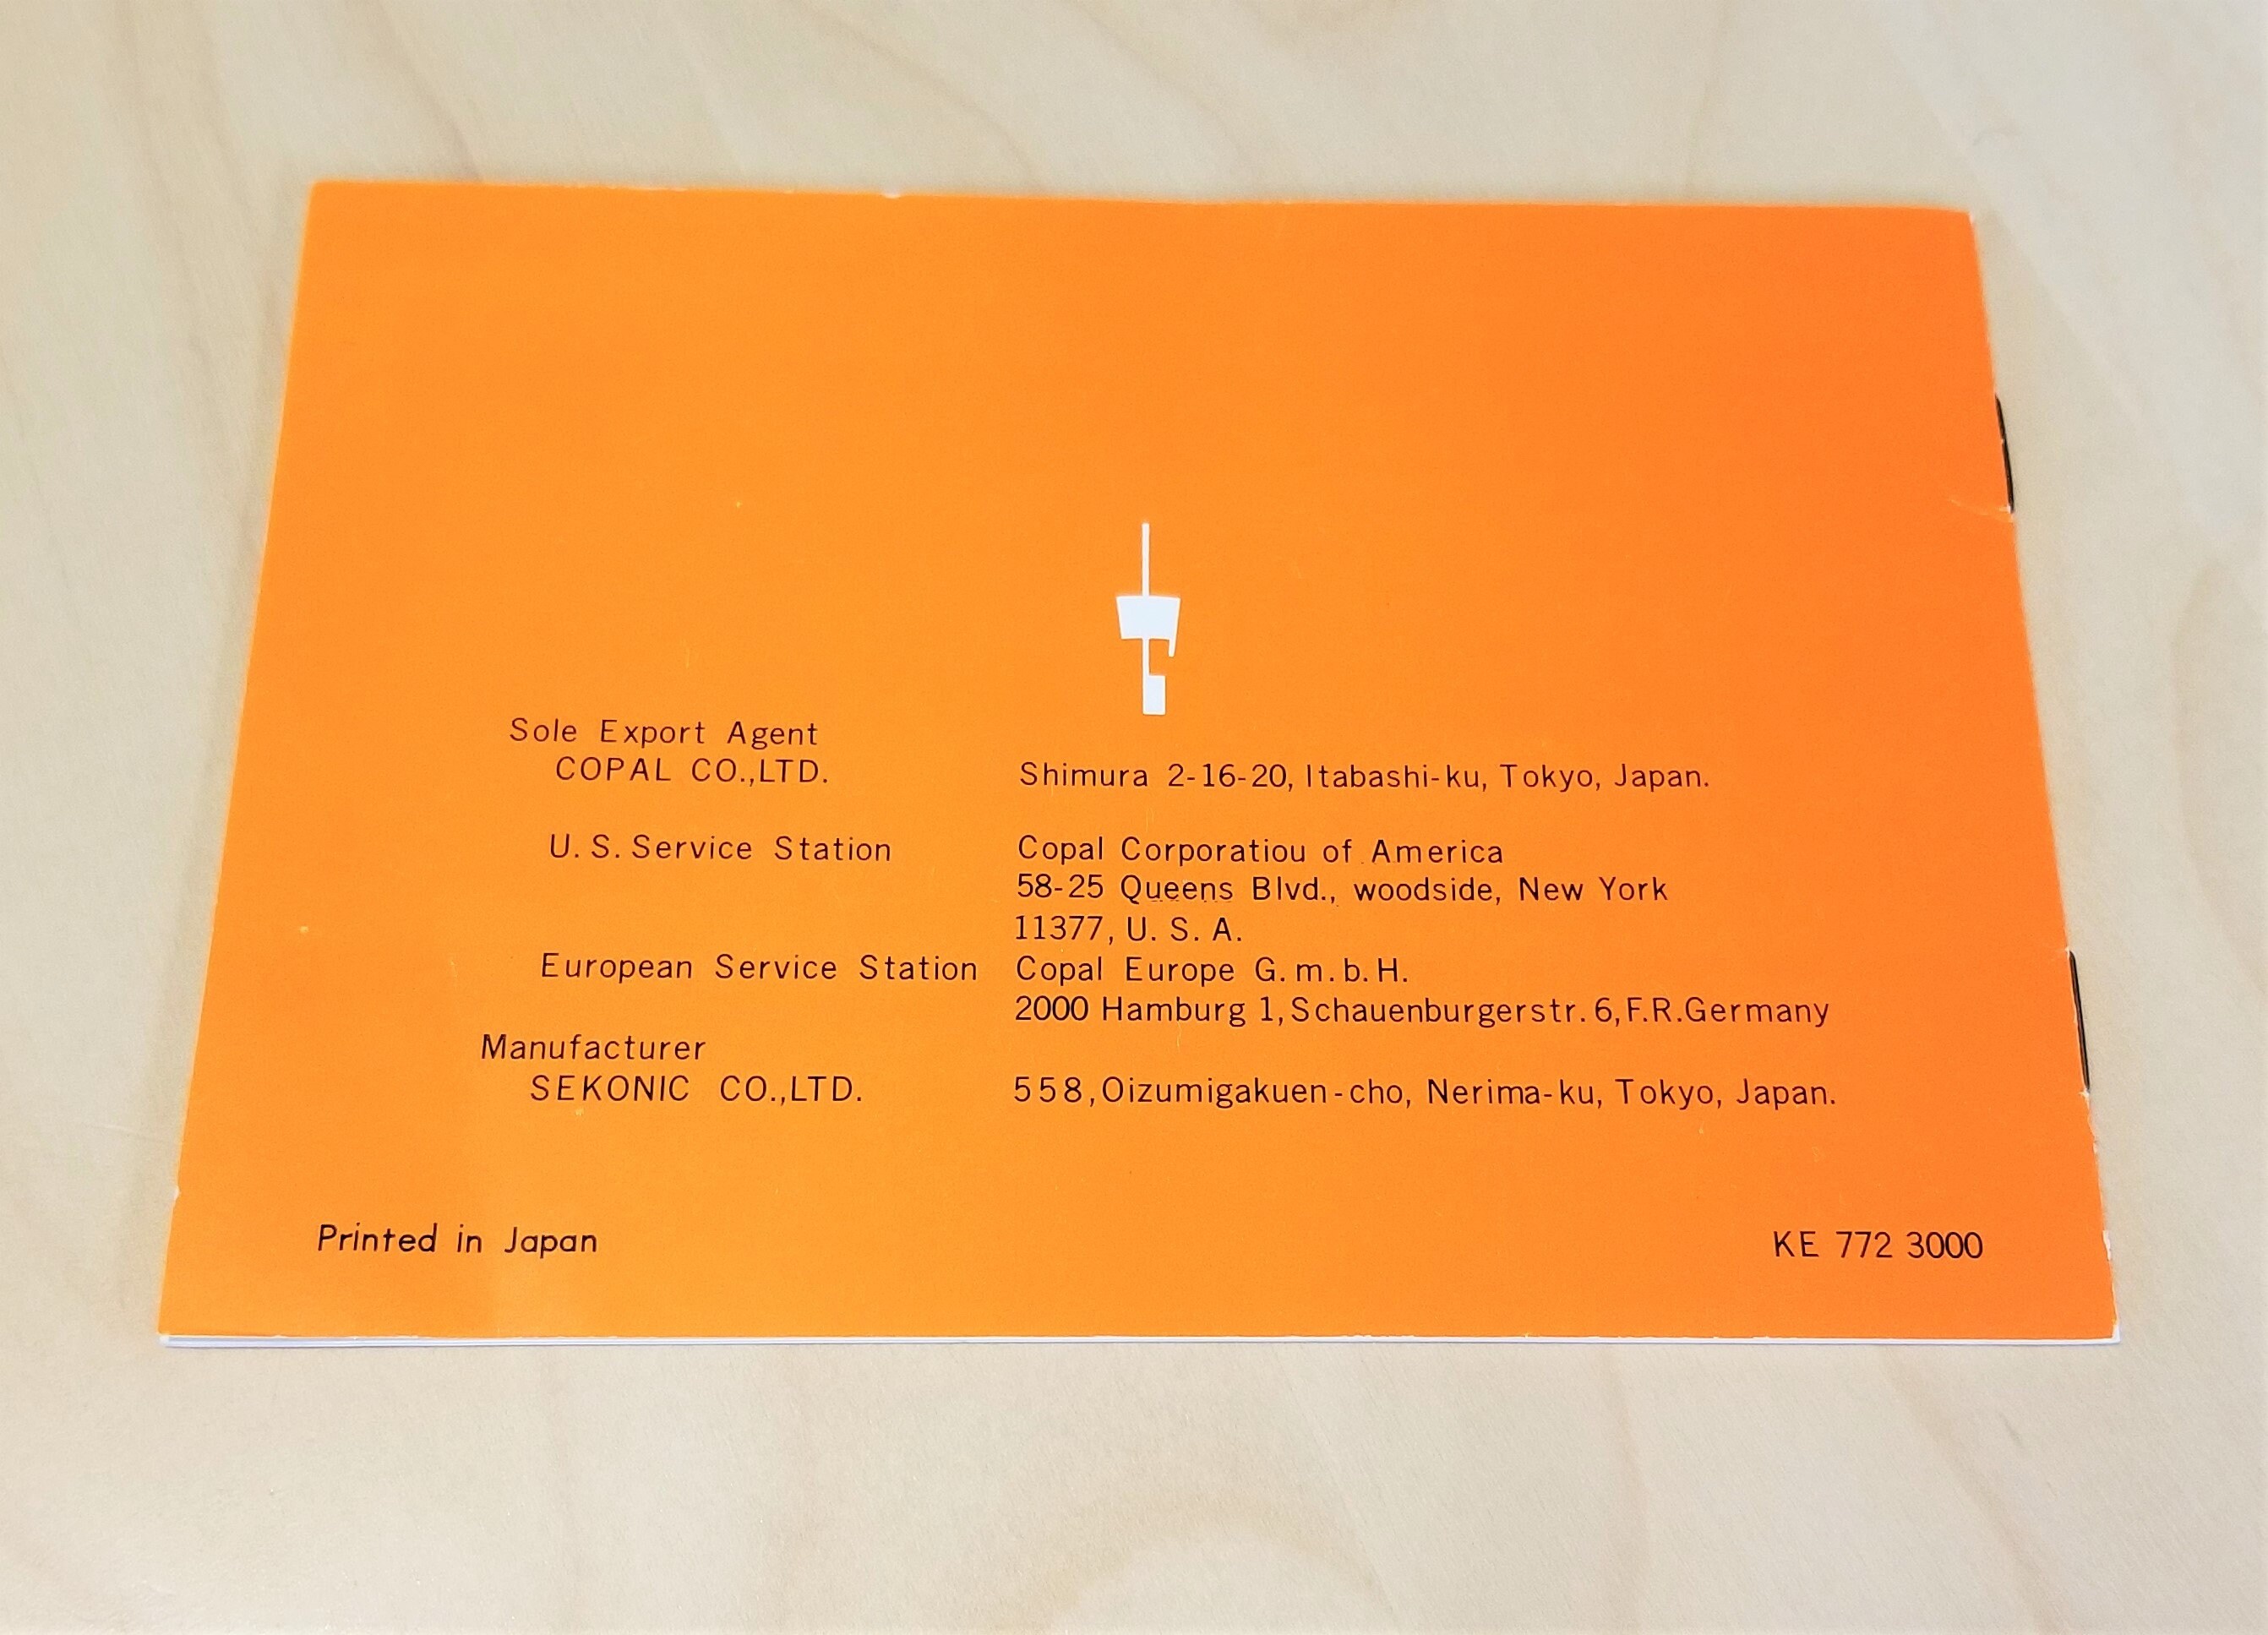 Sole Export Agent
COPAL CO.,LTD. Shimura 2-16-20, Itabashi-ku, Tokyo, Japan.
U. S. Service Station Copal Corporatiou of America
58-25 Queens Blvd., woodside, New York
11377, U. S. A.
European Service Station Copal Europe G. m. b. H.
2000 Hamburg 1, Schauenburgerstr. 6, F.R.Germany
Manufacturer
SEKONIC CO.,LTD. 558, Oizumigakuen-cho, Nerima-ku, Tokyo, Japan.
Printed in Japan KE 772 3000